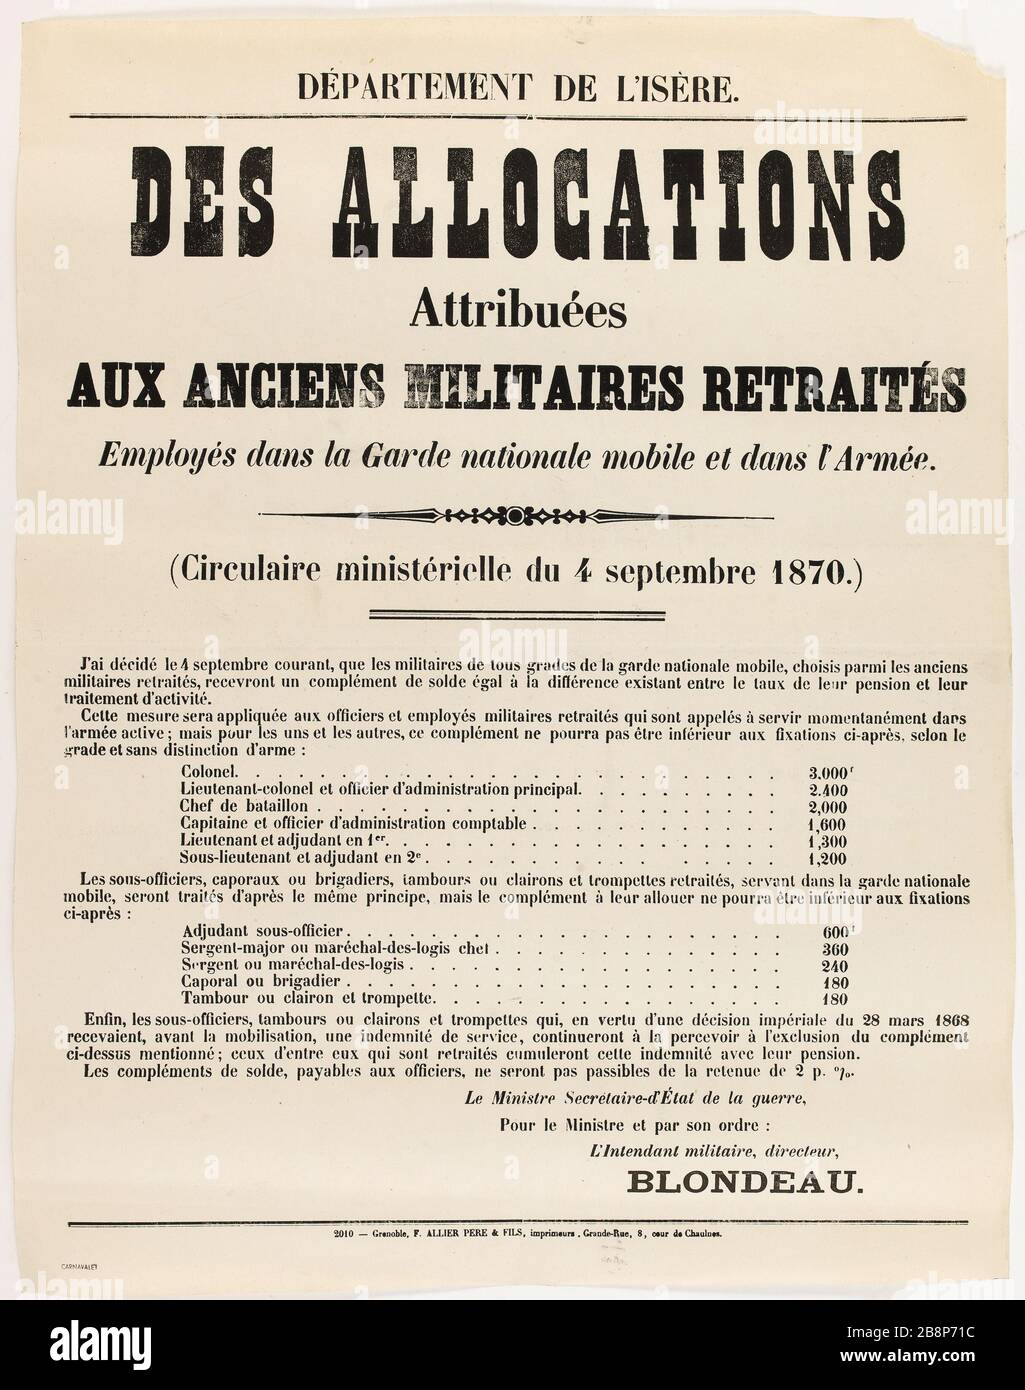 DÉPARTEMENT DE L'ISÈRE.
DES ALLOCATIONS
Attribuées
AUX ANCIENS MILITAIRES RETRAITÉS
Employés dans la Garde nationale mobile et dans l'Armée.
(Circulaire ministérielle du 4 septembre 1870.)
J'ai décidé le 4 septembre courant, que les militaires de tous grades de la garde nationale mobile, choisis parmi les anciens
militaires retraités, recevront un complément de solde égal à la différence existant entre le taux de leur pension et leur
traitement d'activité.
Cette mesure sera appliquée aux officiers et employés militaires retraités qui sont appelés à servir momentanément dans
l'armée active; mais pour les uns et les autres, ce complément ne pourra pas être inférieur aux fixations ci-après, selon le
grade et sans distinction d'arme :
Colonel. . . . . . . . . . . . . . . . . . . . . . 3.000f
Lieutenant-colonel et officier d'administration principal. . . . . . . . . . 2.400
Chef de bataillon . . . . . . . . . . . . . . . . . . . 2,000
Capitaine et officier d'administration comptable . . . . . . . . . . . . 1,600
Lieutenant et adjudant en 1er. . . . . . . . . . . . . . . . . 1,300
Sous-lieutenant et adjudant en 2e . . . . . . . . . . . . . . . 1,200
Les sous-officiers, caporaux ou brigadiers, tambours ou clairons et trompettes retraités, servant dans la garde nationale
mobile, seront traités d'après le même principe, mais le complément à leur allouer ne pourra être inférieur aux fixations
ci-après :
Adjudant sous-officier . . . . . . . . . . . . . . . . . . 600f
Sergent-major ou maréchal-des-logis chef . . . . . . . . . . . . . 360
Sergent ou maréchal-des-logis . . . . . . . . . . . . . . . . 240
Caporal ou brigadier . . . . . . . . . . . . . . . . . . . 180
Tambour ou clairon et trompette. . . . . . . . . . . . . . . . 180
Enfin, les sous-officiers, tambours ou clairons et trompettes qui, en vertu d'une décision impériale du 28 mars 1868
recevaient, avant la mobilisation, une indemnité de service, continueront à la percevoir à l'exclusion du complément
ci-dessus mentionné; ceux d'entre eux qui sont retraités cumuleront cette indemnité avec leur pension.
Les compléments de solde, payables aux officiers, ne seront pas passibles de la retenue de 2 p. %.
Le Ministre Secrétaire-d'État de la guerre,
Pour le Ministre et par son ordre :
L'Intendant militaire, directeur,
BLONDEAU.
2010 — Grenoble, F. ALLIER PERE & FILS, imprimeurs, Grande-Rue, 8, cour de Chaulnes.
CARNAVALET
alamy
Image ID: 2B8P71C
www.alamy.com